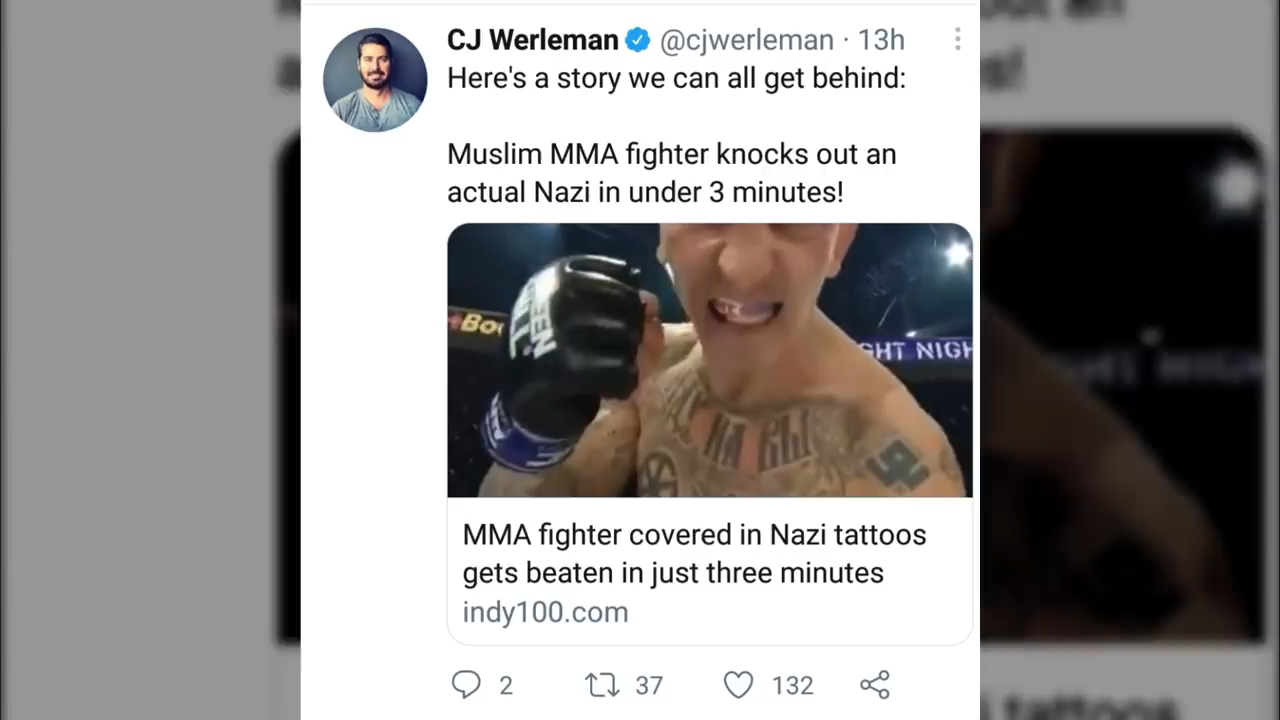 CJ Werleman @cjwerleman · 13h
Here's a story we can all get behind:
Muslim MMA fighter knocks out an
actual Nazi in under 3 minutes!
GHT NIGH
MMA fighter covered in Nazi tattoos
gets beaten in just three minutes
indy100.com
2 37 132